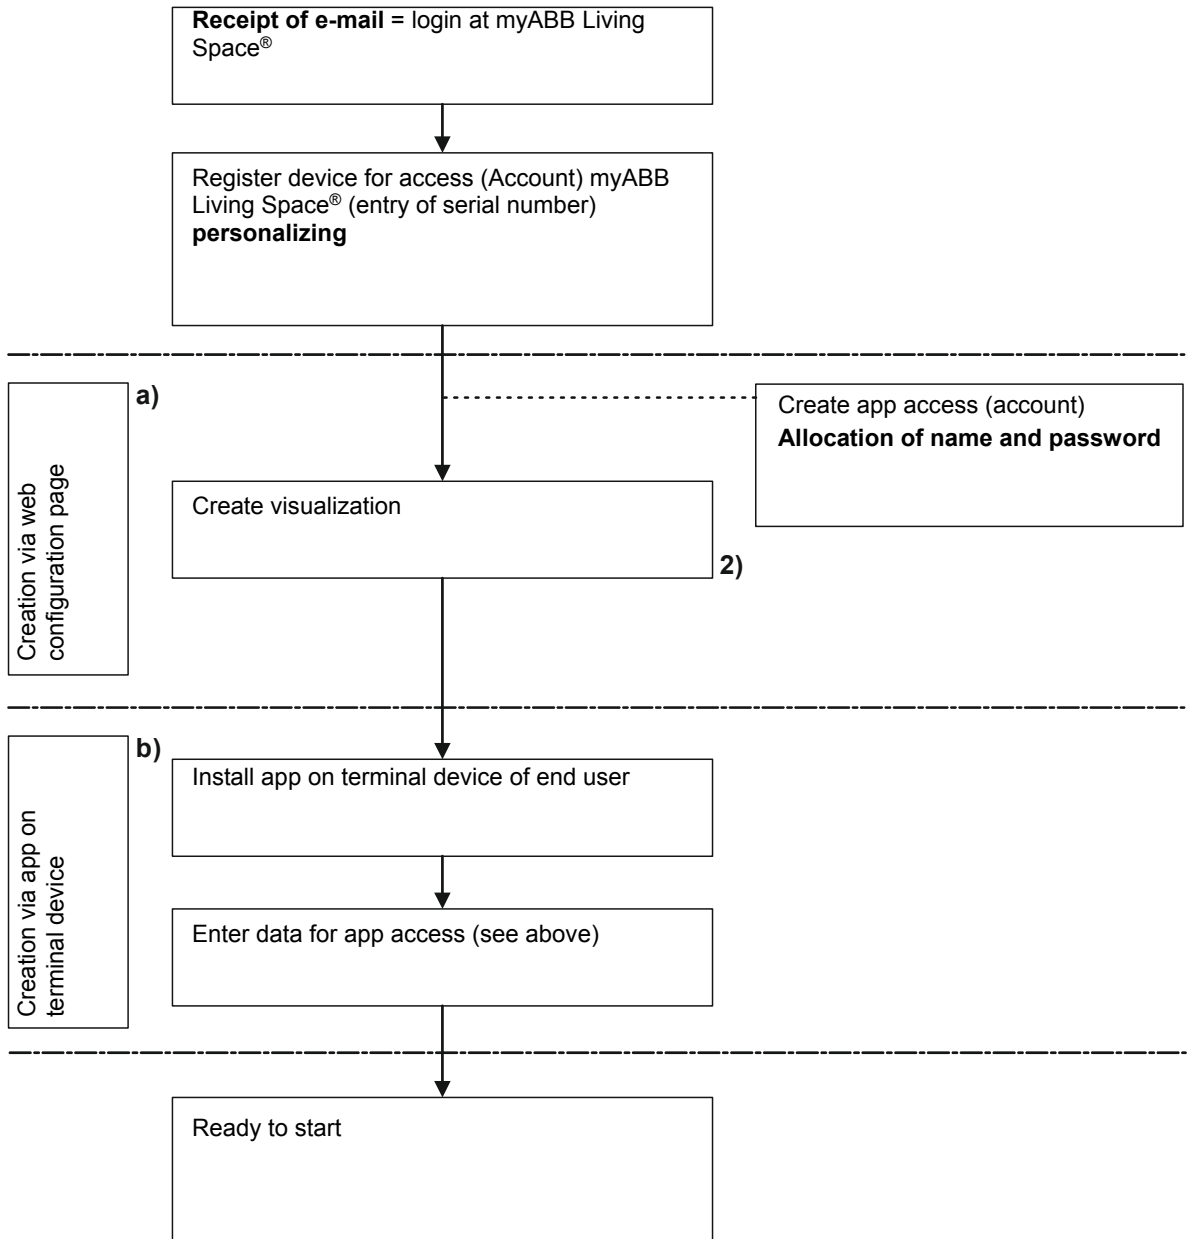 Receipt of e-mail = login at myABB Living
Space®
Register device for access (Account) myABB
Living Space® (entry of serial number)
personalizing
a)
Creation via web
configuration page
Create app access (account)
Allocation of name and password
Create visualization
2)
b)
Creation via app on
terminal device
Install app on terminal device of end user
Enter data for app access (see above)
Ready to start